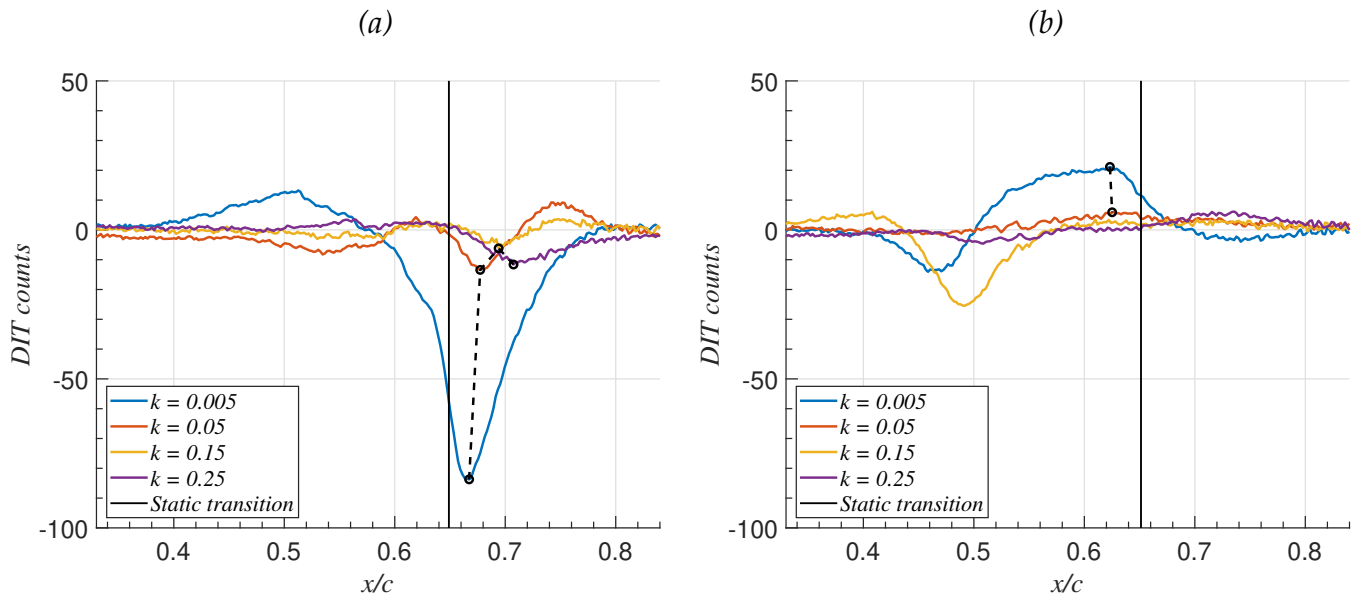 (a)
50
0
-50
-100
DIT counts
0.4 0.5 0.6 0.7 0.8
x/c
k = 0.005
k = 0.05
k = 0.15
k = 0.25
Static transition
(b)
50
0
-50
-100
DIT counts
0.4 0.5 0.6 0.7 0.8
x/c
k = 0.005
k = 0.05
k = 0.15
k = 0.25
Static transition